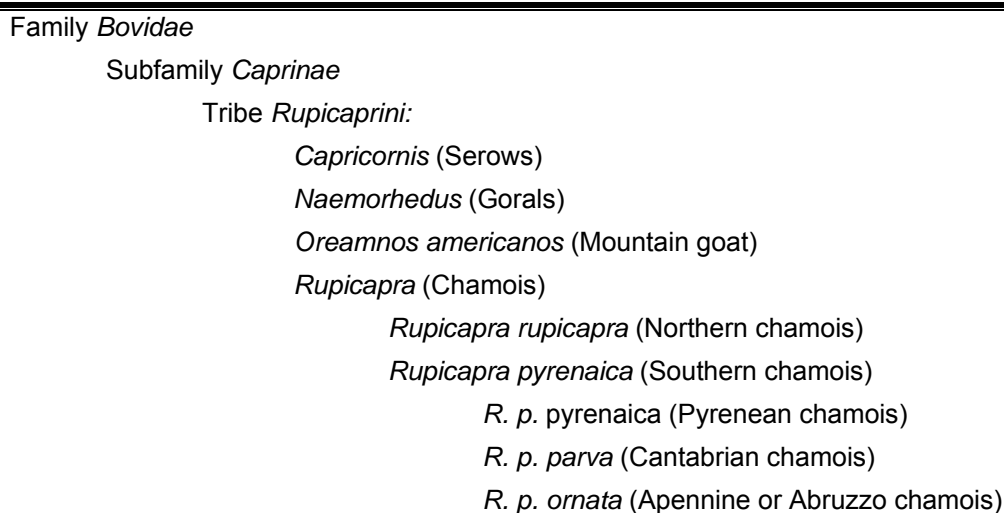 Family Bovidae
Subfamily Caprinae
Tribe Rupicaprini:
Capricornis (Serows)
Naemorhedus (Gorals)
Oreamnos americanos (Mountain goat)
Rupicapra (Chamois)
Rupicapra rupicapra (Northern chamois)
Rupicapra pyrenaica (Southern chamois)
R. p. pyrenaica (Pyrenean chamois)
R. p. parva (Cantabrian chamois)
R. p. ornata (Apennine or Abruzzo chamois)